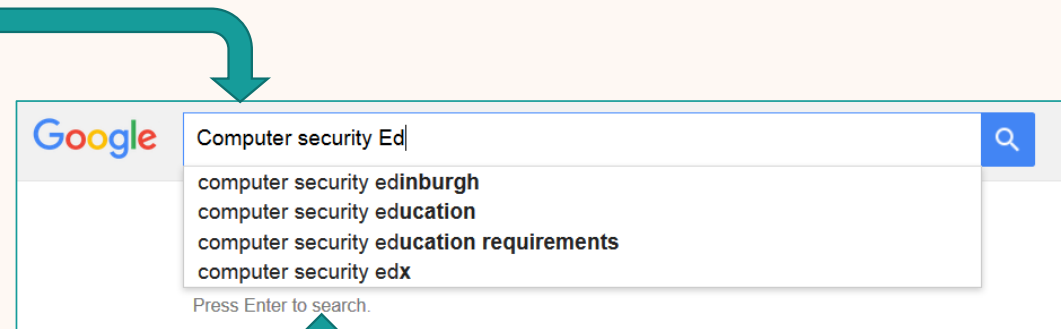 Google
Computer security Ed
computer security edinburgh
computer security education
computer security education requirements
computer security edx
Press Enter to search.